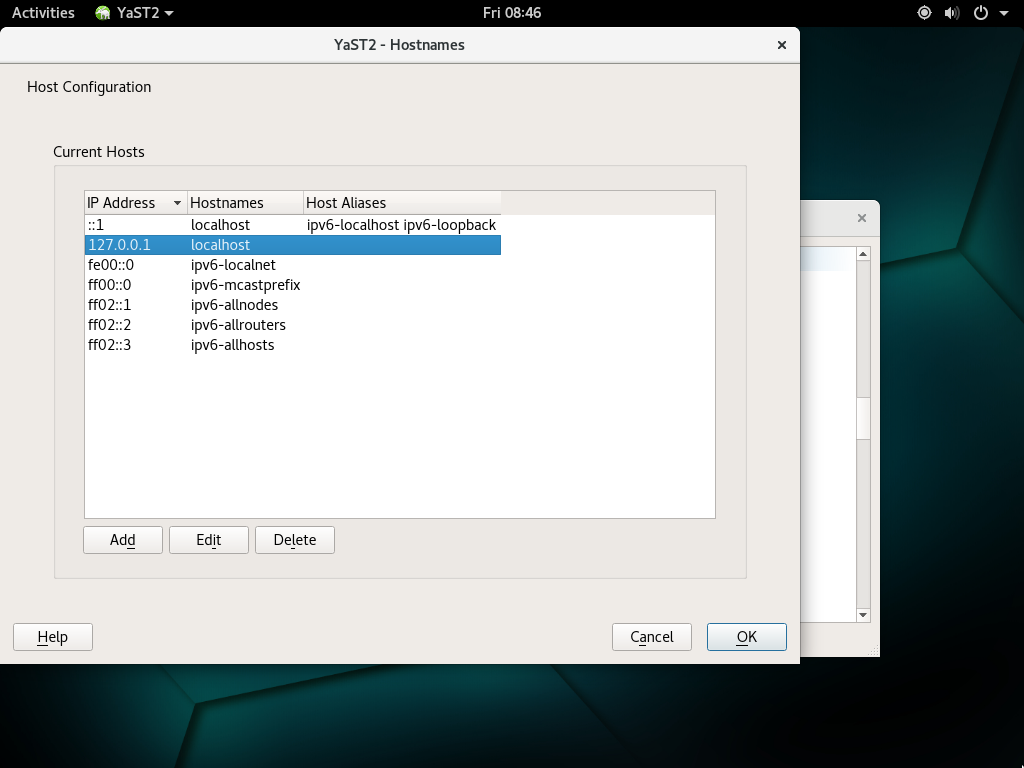 Activities YaST2 Fri 08:46
YaST2 - Hostnames
Host Configuration
Current Hosts
IP Address Hostnames Host Aliases
::1 localhost ipv6-localhost ipv6-loopback
127.0.0.1 localhost
fe00::0 ipv6-localnet
ff00::0 ipv6-mcastprefix
ff02::1 ipv6-allnodes
ff02::2 ipv6-allrouters
ff02::3 ipv6-allhosts
Add Edit Delete
Help Cancel OK